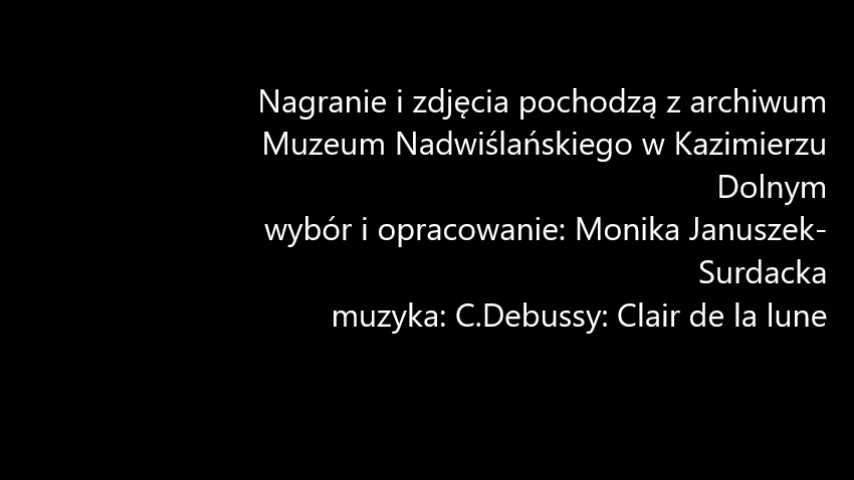 Nagranie i zdjęcia pochodzą z archiwum
Muzeum Nadwiślańskiego w Kazimierzu
Dolnym
wybór i opracowanie: Monika Januszek-
Surdacka
muzyka: C.Debussy: Clair de la lune